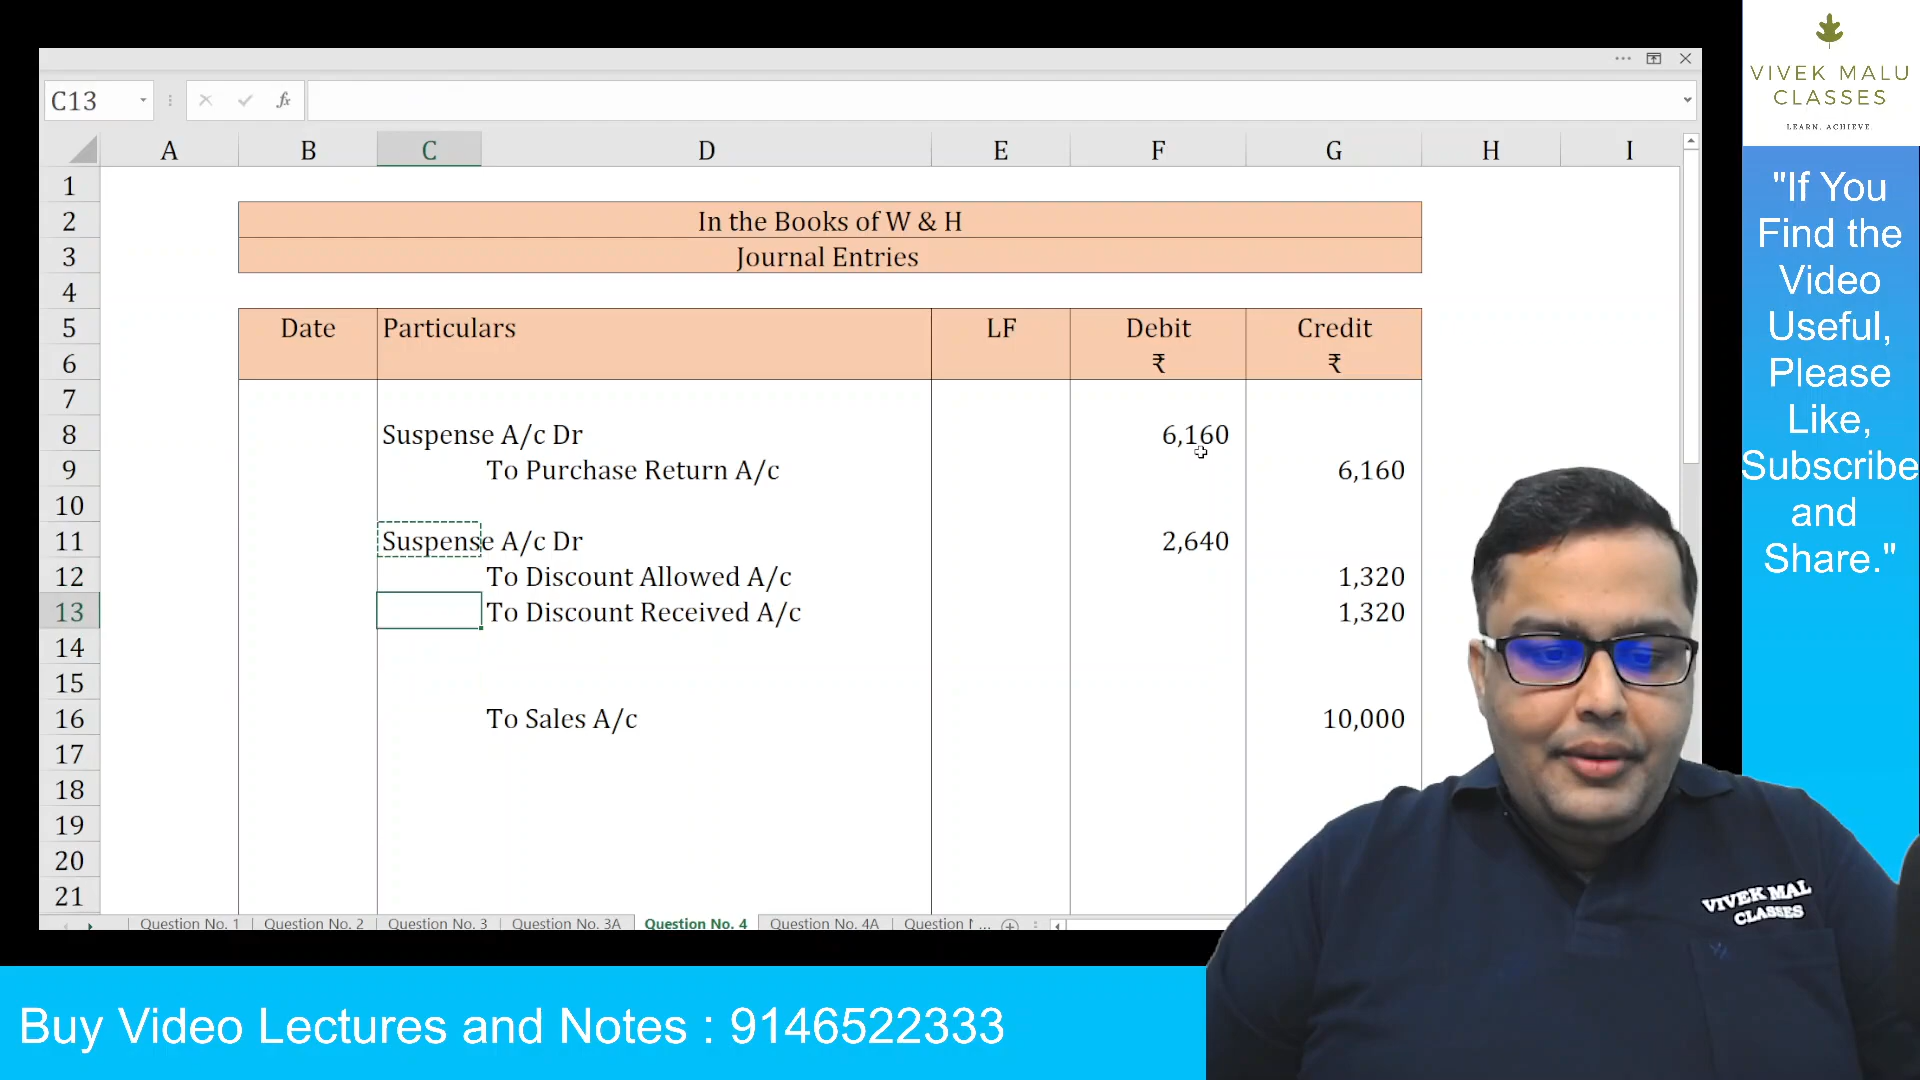 VIVEK MALU
CLASSES
LEARN. ACHIEVE.
"If You
Find the
Video
Useful,
Please
Like,
Subscribe
and
Share."
C13
fx
A B C D E F G H I
1
2 In the Books of W & H
3 Journal Entries
4
5 Date Particulars LF Debit Credit
6 ₹ ₹
7
8 Suspense A/c Dr 6,160
9 To Purchase Return A/c 6,160
10
11 Suspense A/c Dr 2,640
12 To Discount Allowed A/c 1,320
13 To Discount Received A/c 1,320
14
15
16 To Sales A/c 10,000
17
18
19
20
21
Question No. 1 Question No. 2 Question No. 3 Question No. 3A Question No. 4 Question No. 4A Question ...
VIVEK MAL
CLASSES
Buy Video Lectures and Notes : 9146522333